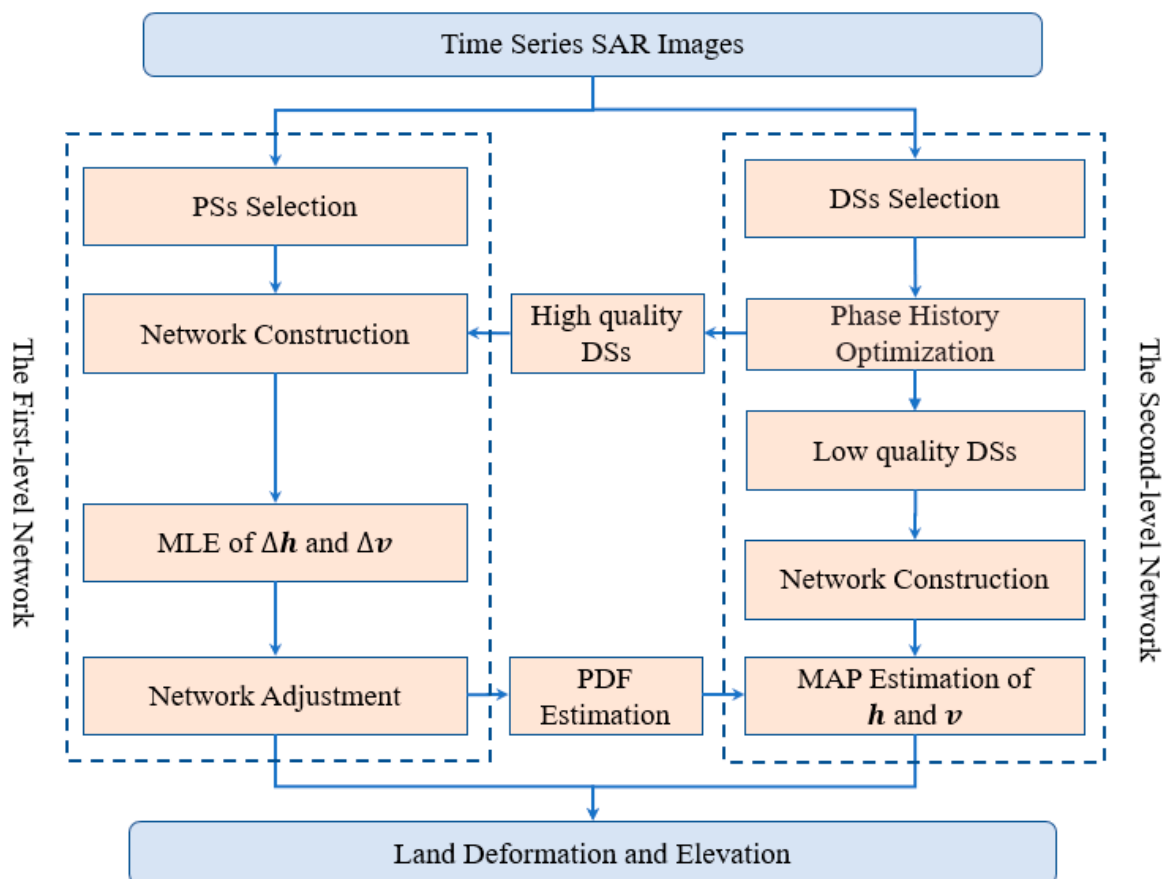 Time Series SAR Images
PSs Selection
DSs Selection
Network Construction
High quality
DSs
Phase History
Optimization
Low quality DSs
MLE of Δh and Δv
Network Construction
Network Adjustment
PDF
Estimation
MAP Estimation of
h and v
The First-level Network
The Second-level Network
Land Deformation and Elevation